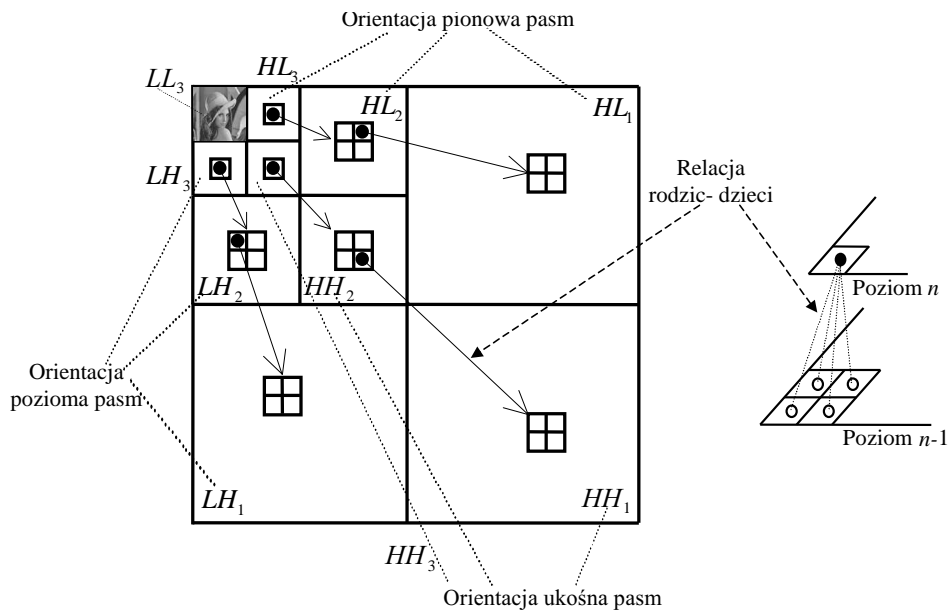 Orientacja pionowa pasm
LL₃
HL₃
HL₂
HL₁
LH₃
Relacja
rodzic- dzieci
Poziom n
LH₂
HH₂
Orientacja
pozioma pasm
Poziom n-1
LH₁
HH₁
HH₃
Orientacja ukośna pasm